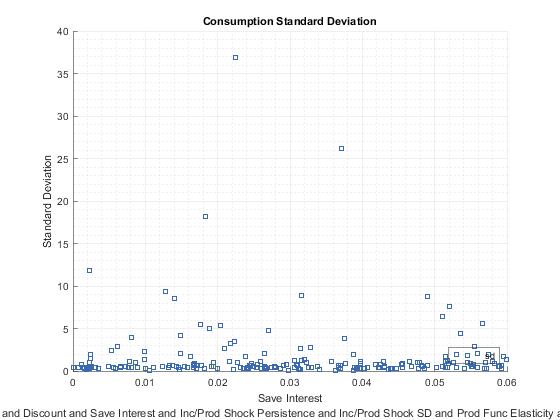 Consumption Standard Deviation
40
35
30
25
20
15
10
5
0
Standard Deviation
0 0.01 0.02 0.03 0.04 0.05 0.06
Save Interest
and Discount and Save Interest and Inc/Prod Shock Persistence and Inc/Prod Shock SD and Prod Func Elasticity